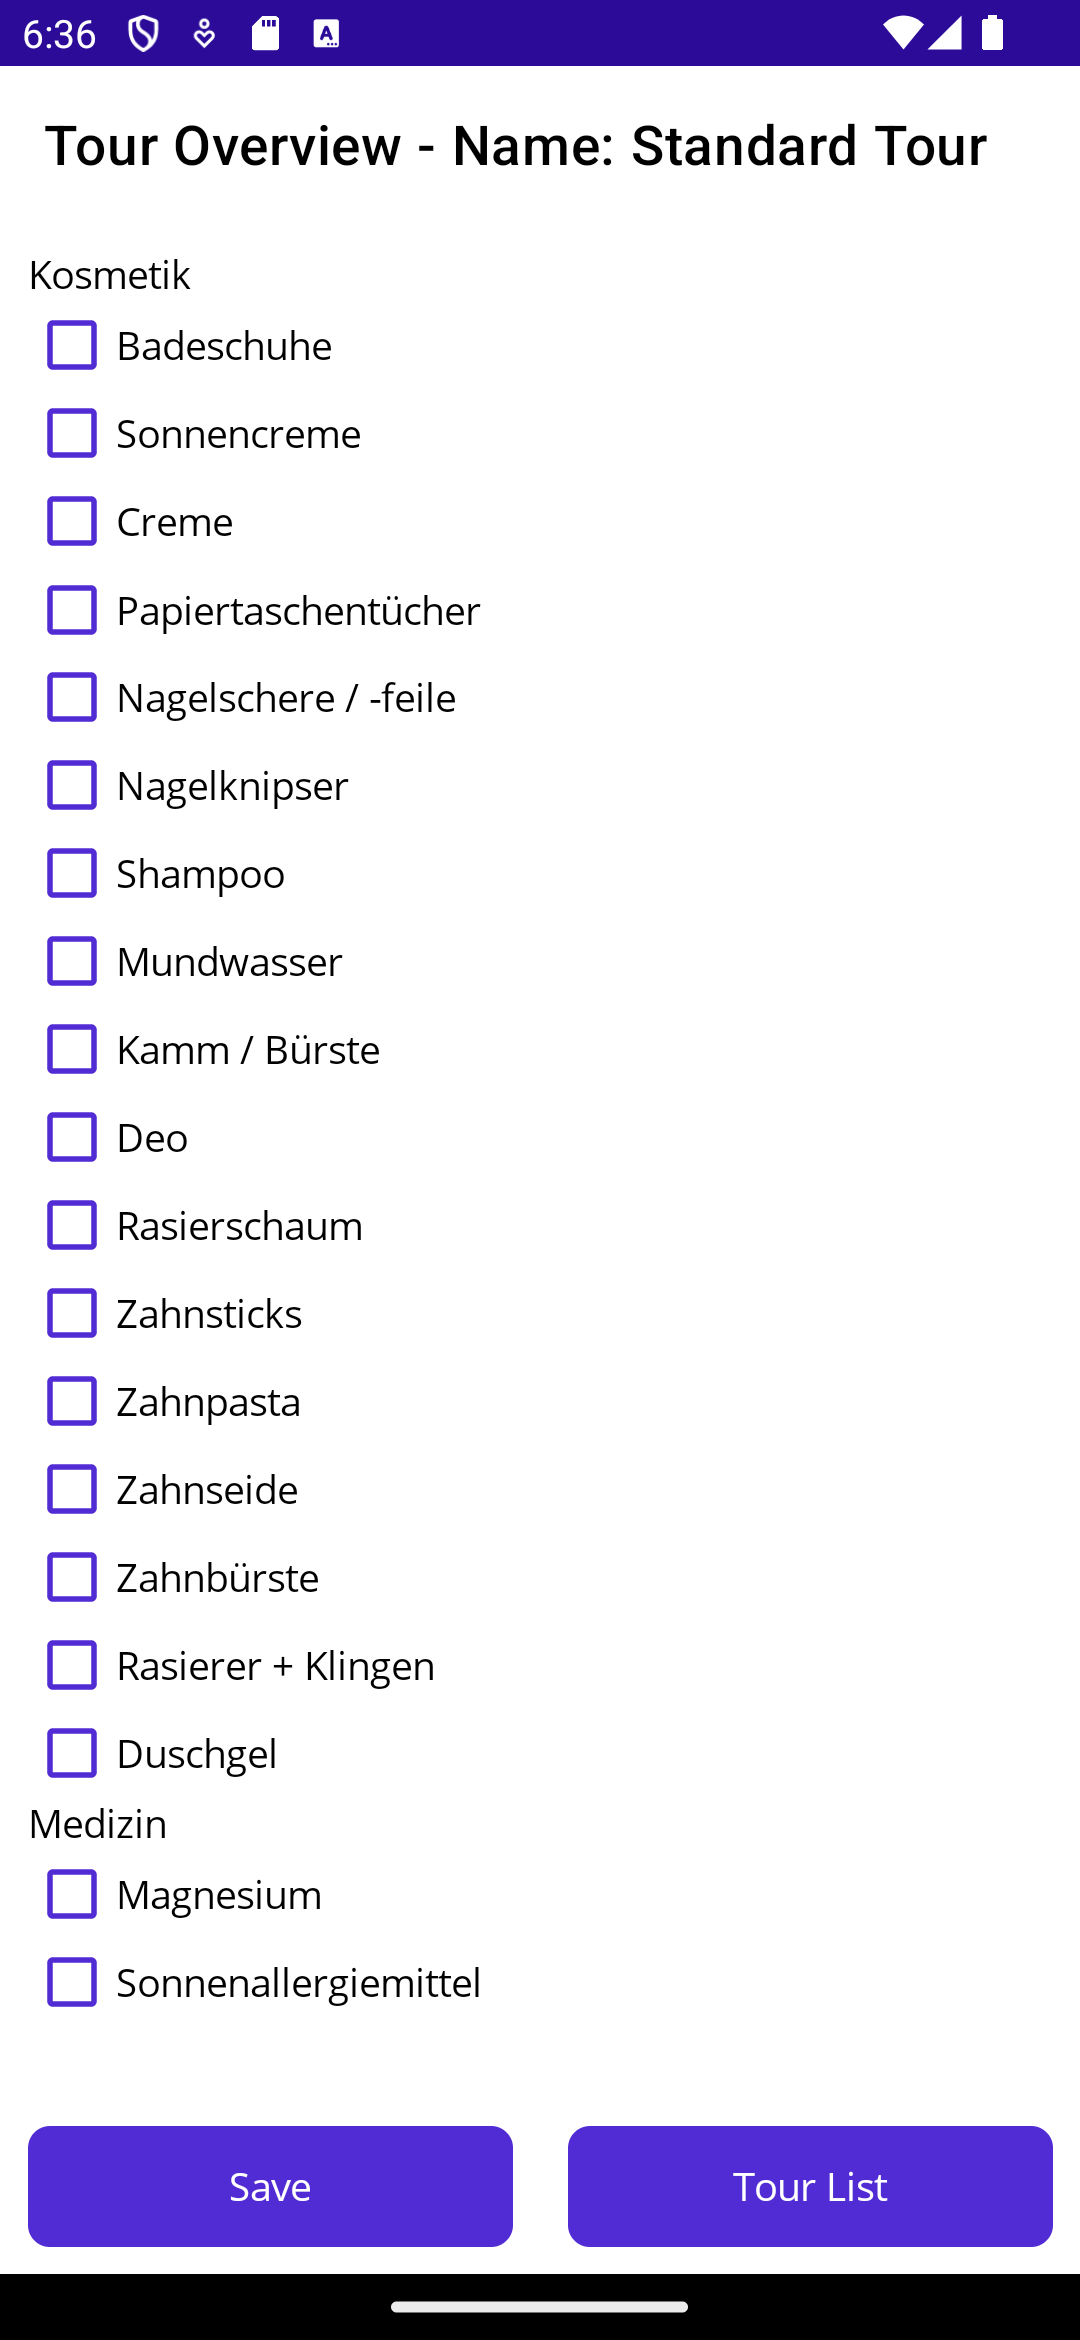 6:36
Tour Overview - Name: Standard Tour
Kosmetik
Badeschuhe
Sonnencreme
Creme
Papiertaschentücher
Nagelschere / -feile
Nagelknipser
Shampoo
Mundwasser
Kamm / Bürste
Deo
Rasierschaum
Zahnsticks
Zahnpasta
Zahnseide
Zahnbürste
Rasierer + Klingen
Duschgel
Medizin
Magnesium
Sonnenallergiemittel
Save
Tour List